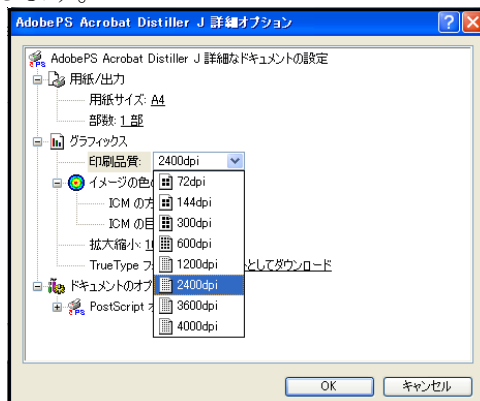 AdobePS Acrobat Distiller J 詳細オプション
AdobePS Acrobat Distiller J 詳細なドキュメントの設定
用紙/出力
用紙サイズ: A4
部数: 1 部
グラフィックス
印刷品質: 2400dpi
イメージの色の
72dpi
ICM の方
144dpi
ICM の目
300dpi
拡大縮小: 1
600dpi
TrueType フ
1200dpi
としてダウンロード
ドキュメントのオプ
2400dpi
PostScript オ
3600dpi
4000dpi
OK
キャンセル